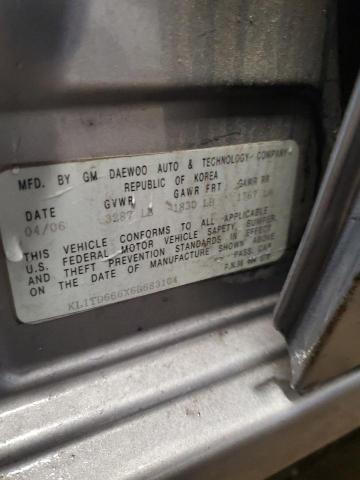 MFD. BY GM DAEWOO AUTO & TECHNOLOGY COMPANY
REPUBLIC OF KOREA
DATE GVWR GAWR FRT GAWR RR
04/06 3287 LB 1830 LB 1767 LB
THIS VEHICLE CONFORMS TO ALL APPLICABLE
U.S. FEDERAL MOTOR VEHICLE SAFETY, BUMPER,
AND THEFT PREVENTION STANDARDS IN EFFECT
ON THE DATE OF MANUFACTURE SHOWN ABOVE
PASS. CAR
KL1TD666X6B683104
P.N.96